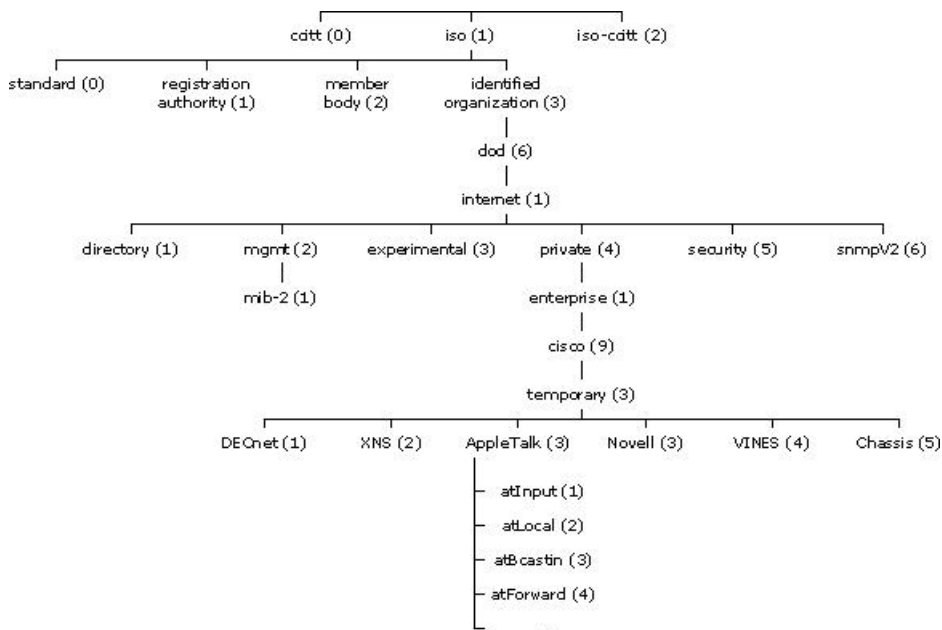 ccitt (0) iso (1) iso-ccitt (2)
standard (0) registration member identified
authority (1) body (2) organization (3)
dod (6)
internet (1)
directory (1) mgmt (2) experimental (3) private (4) security (5) snmpV2 (6)
mib-2 (1) enterprise (1)
cisco (9)
temporary (3)
DECnet (1) XNS (2) AppleTalk (3) Novell (3) VINES (4) Chassis (5)
atInput (1)
atLocal (2)
atBcastin (3)
atForward (4)